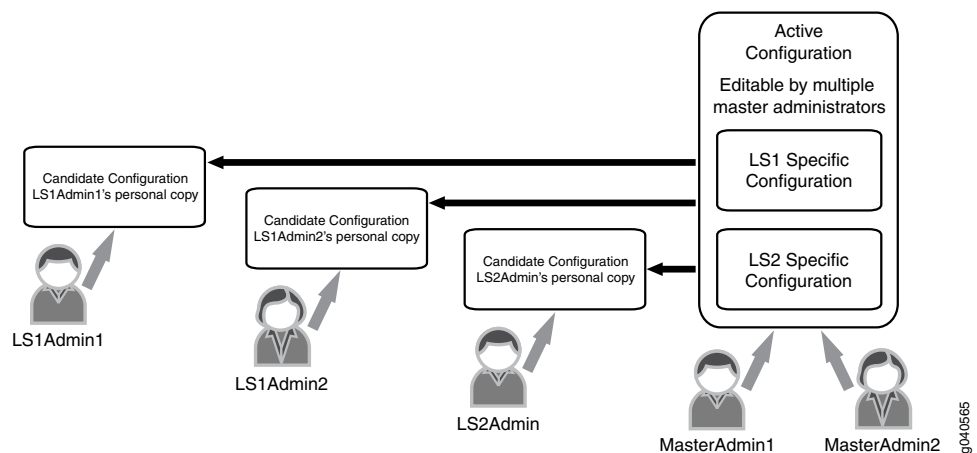 Active
Configuration
Editable by multiple
master administrators
LS1 Specific
Configuration
Candidate Configuration
LS1Admin1's personal copy
Candidate Configuration
LS1Admin2's personal copy
Candidate Configuration
LS2Admin's personal copy
LS2 Specific
Configuration
LS1Admin1
LS1Admin2
LS2Admin
MasterAdmin1
MasterAdmin2
g040565